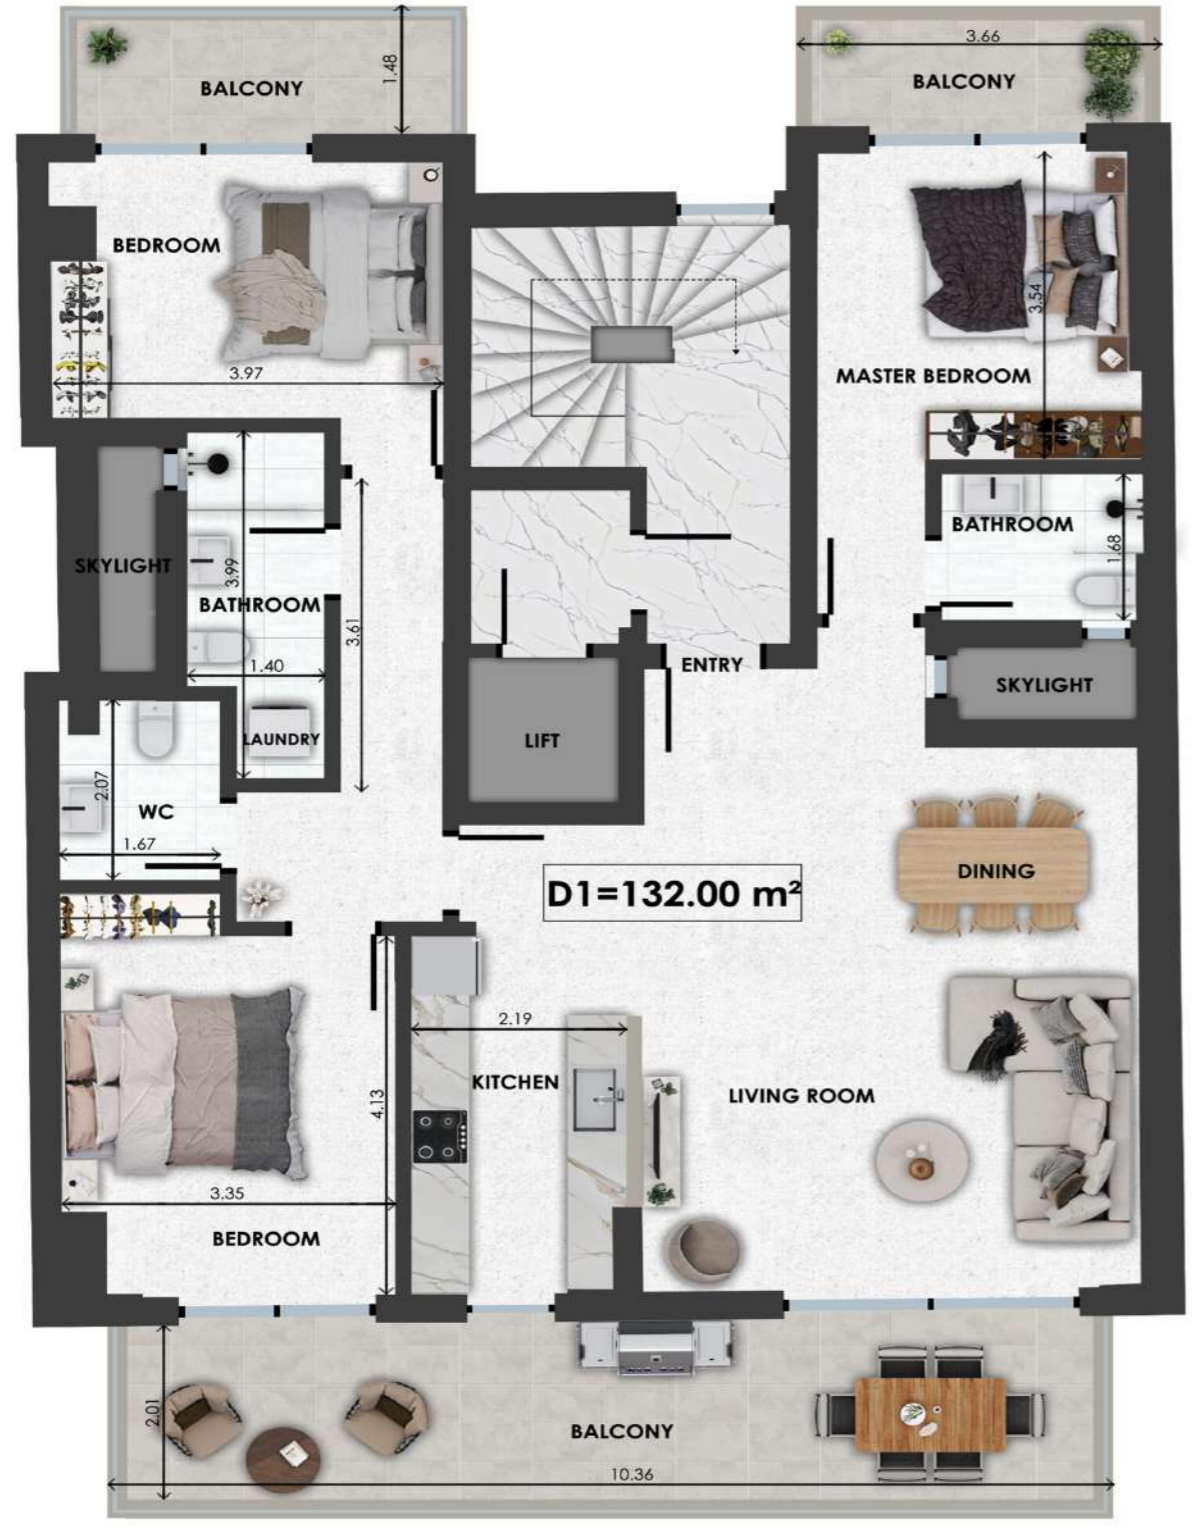 3.66
BALCONY
1.48
BALCONY
BEDROOM
3.54
3.97
MASTER BEDROOM
BATHROOM
1.68
SKYLIGHT
3.99
BATHROOM
3.61
1.40
ENTRY
SKYLIGHT
LAUNDRY
LIFT
2.07
WC
1.67
DINING
D1=132.00 m²
2.19
KITCHEN
LIVING ROOM
4.13
3.35
BEDROOM
2.01
BALCONY
10.36